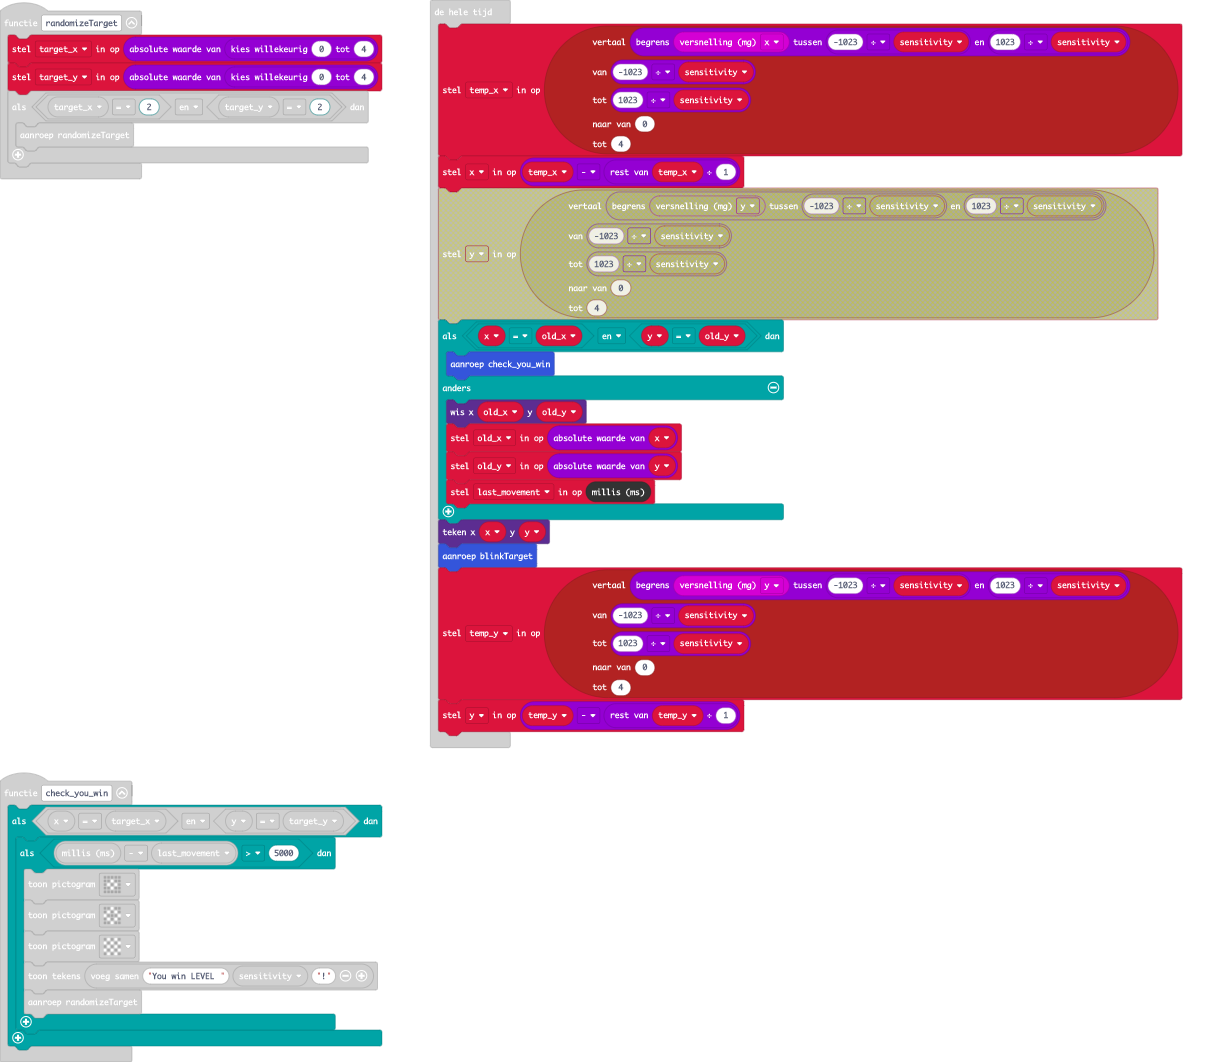 functie randomizeTarget
stel target_x in op absolute waarde van kies willekeurig 0 tot 4
stel target_y in op absolute waarde van kies willekeurig 0 tot 4
als target_x = 2 en target_y = 2 dan
aanroep randomizeTarget
de hele tijd
vertaal begrens versnelling (mg) x tussen -1023 ÷ sensitivity en 1023 ÷ sensitivity
van -1023 ÷ sensitivity
stel temp_x in op
tot 1023 ÷ sensitivity
naar van 0
tot 4
stel x in op temp_x - rest van temp_x ÷ 1
vertaal begrens versnelling (mg) y tussen -1023 ÷ sensitivity en 1023 ÷ sensitivity
van -1023 ÷ sensitivity
stel y in op
tot 1023 ÷ sensitivity
naar van 0
tot 4
als x = old_x en y = old_y dan
aanroep check_you_win
anders
wis x old_x y old_y
stel old_x in op absolute waarde van x
stel old_y in op absolute waarde van y
stel last_movement in op millis (ms)
teken x x y y
aanroep blinkTarget
vertaal begrens versnelling (mg) y tussen -1023 ÷ sensitivity en 1023 ÷ sensitivity
van -1023 ÷ sensitivity
stel temp_y in op
tot 1023 ÷ sensitivity
naar van 0
tot 4
stel y in op temp_y - rest van temp_y ÷ 1
functie check_you_win
als x = target_x en y = target_y dan
als millis (ms) - last_movement > 5000 dan
toon pictogram
toon pictogram
toon pictogram
toon tekens voeg samen "You win LEVEL " sensitivity "!"
aanroep randomizeTarget